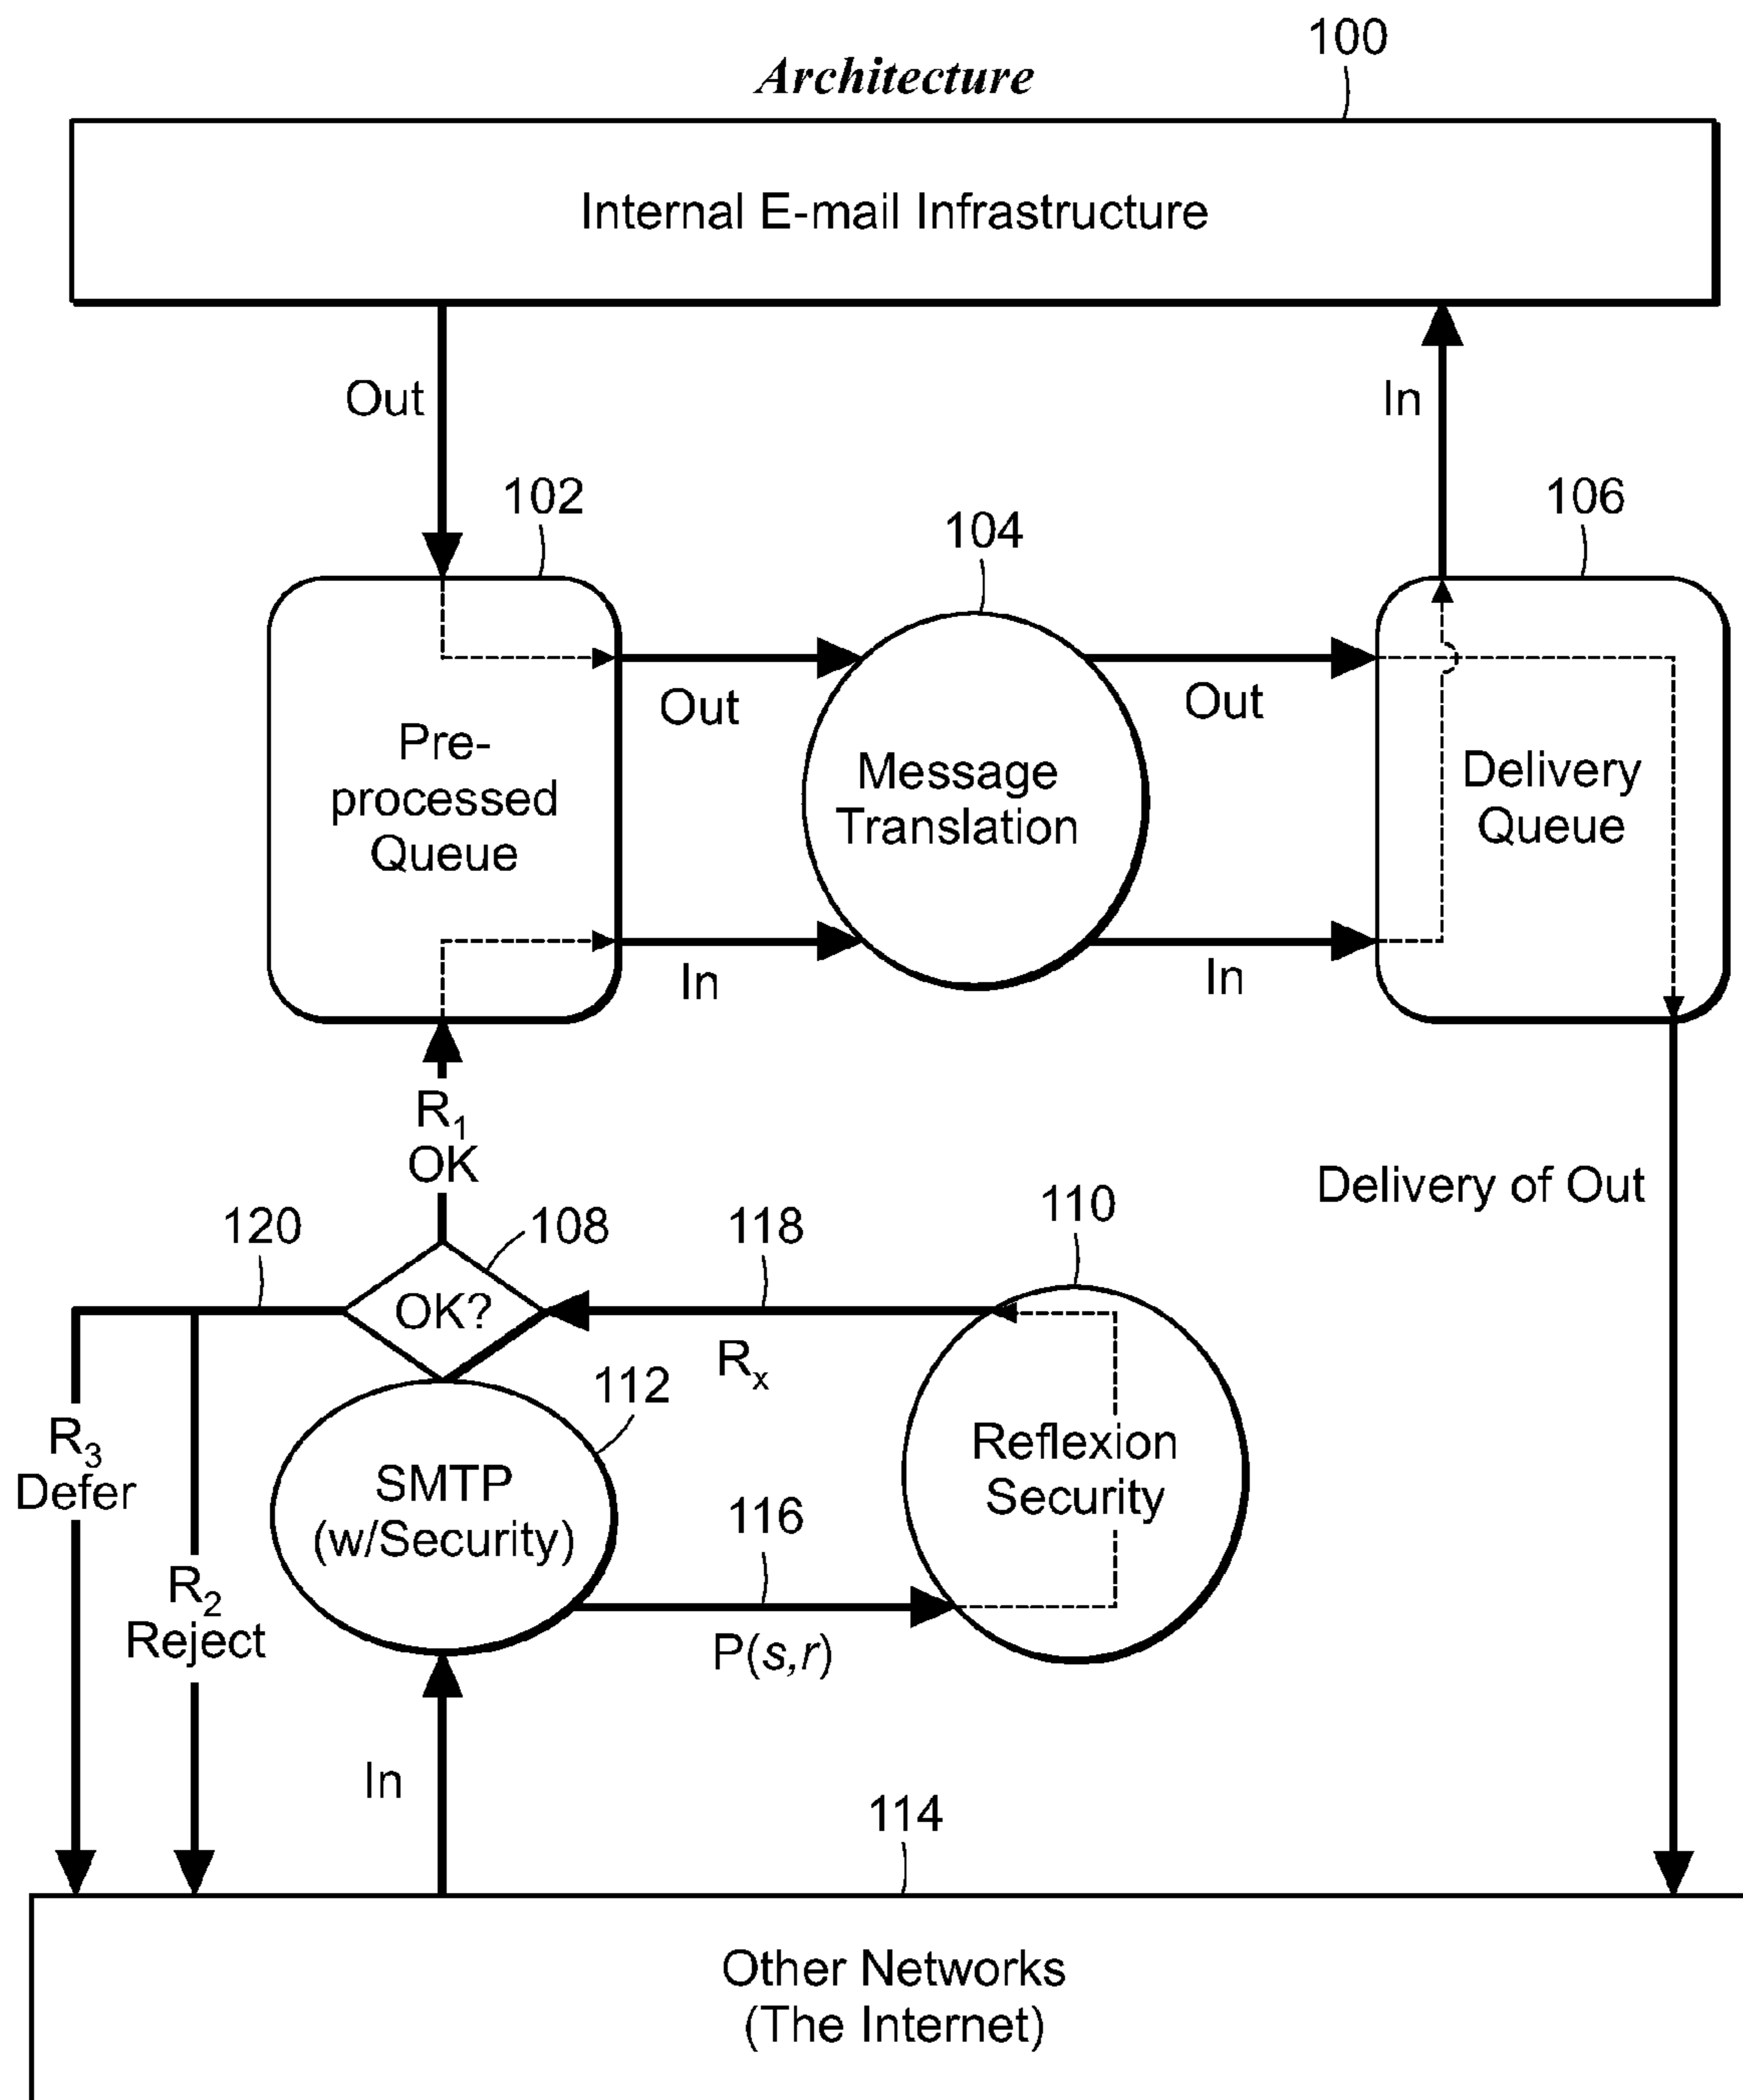 100
Architecture
Internal E-mail Infrastructure
Out
In
102
104
106
Out
Out
Pre-
processed
Queue
Message
Translation
Delivery
Queue
In
In
R1
OK
Delivery of Out
120
108
118
110
OK?
Rx
112
R3
Defer
SMTP
(w/Security)
Reflexion
Security
116
R2
Reject
P(s,r)
In
114
Other Networks
(The Internet)